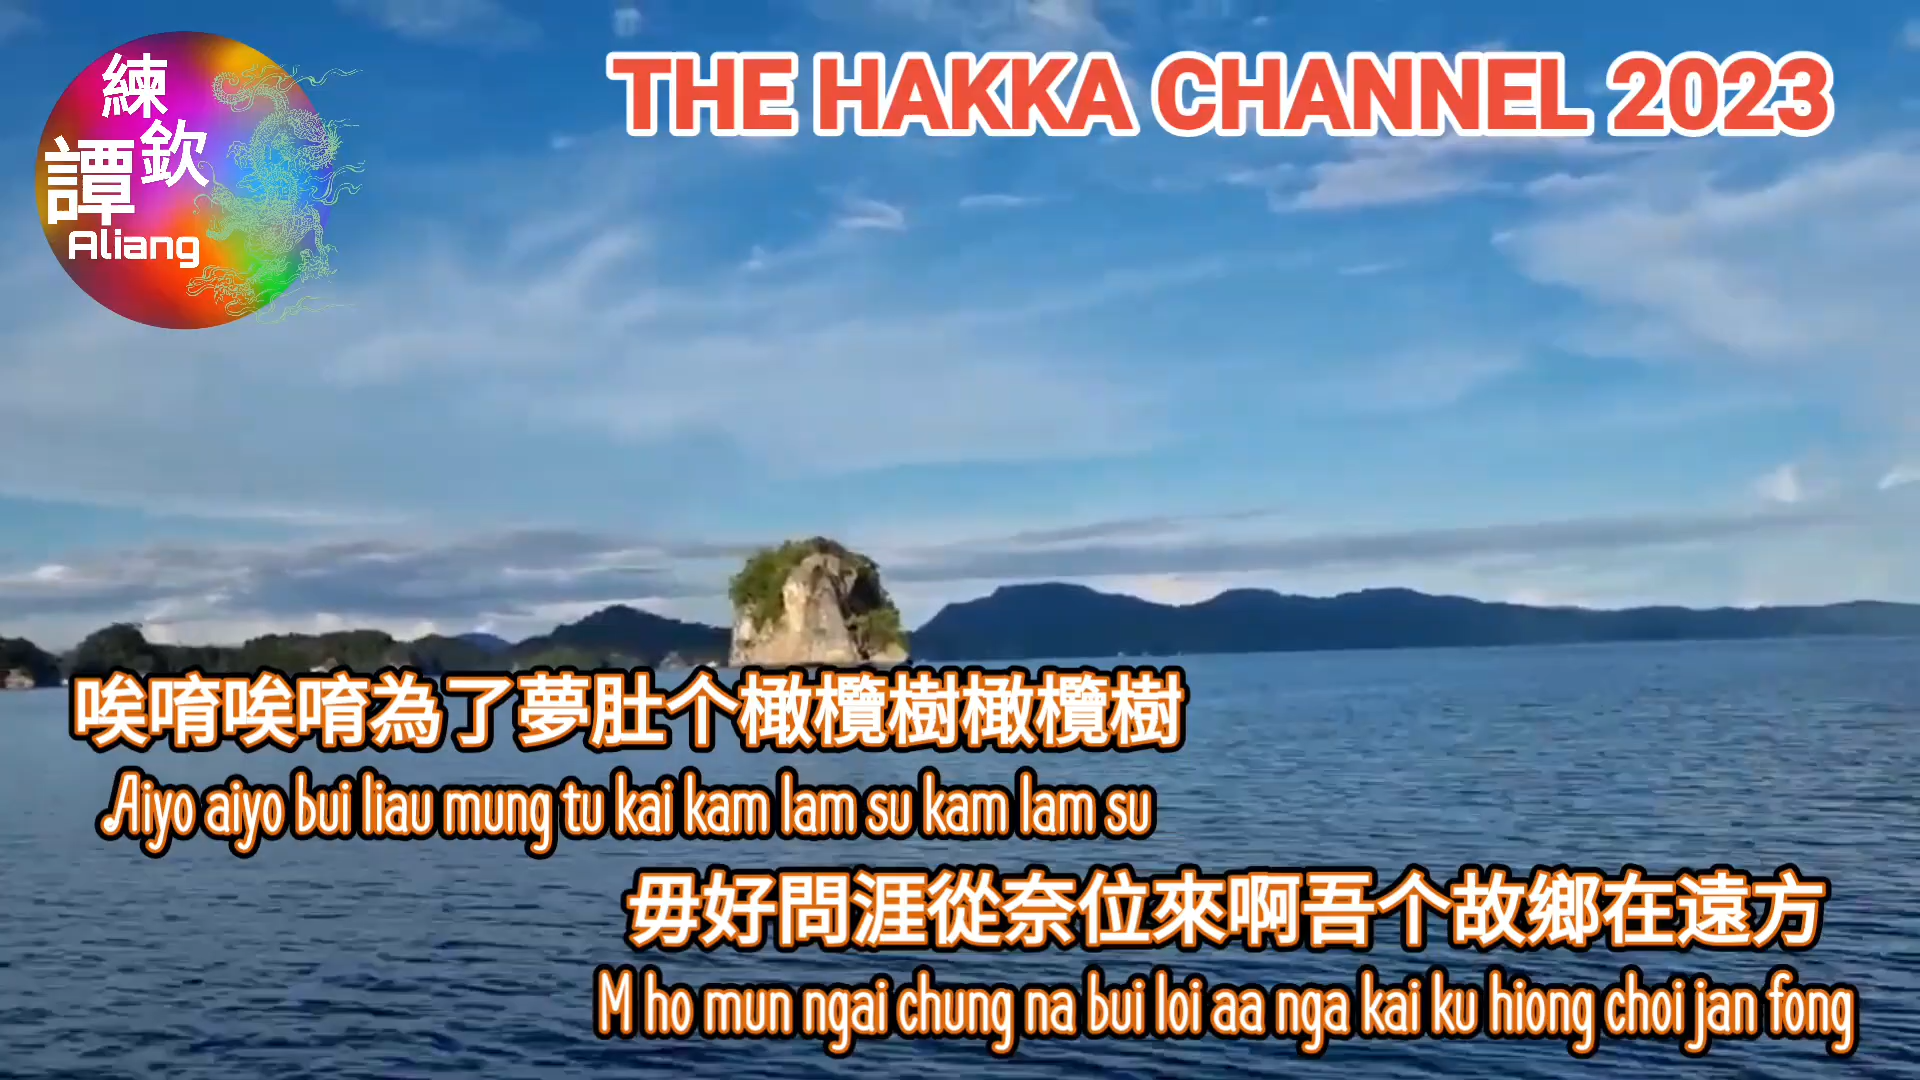 練
欽
譚
Aliang
THE HAKKA CHANNEL 2023
唉唷唉唷為了夢肚个橄欖樹橄欖樹
Aiyo aiyo bui liau mung tu kai kam lam su kam lam su
毋好問涯從奈位來啊吾个故鄉在遠方
M ho mun ngai chung na bui loi aa nga kai ku hiong choi jan fong